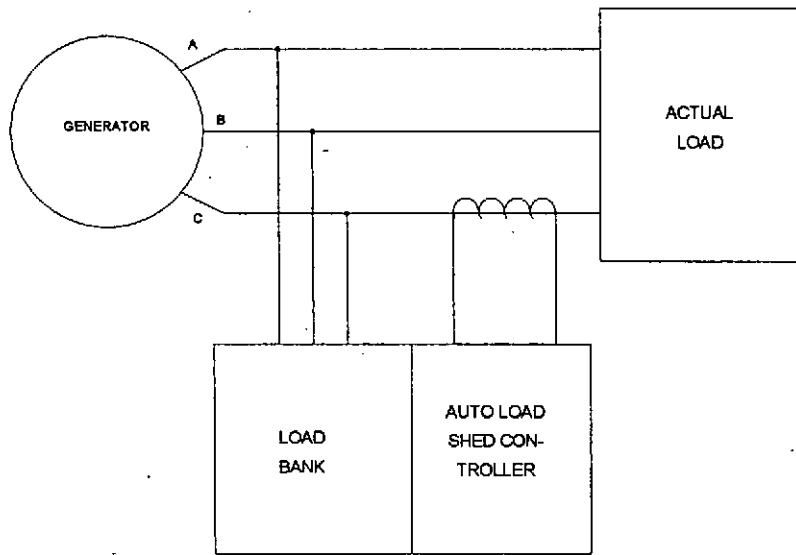 A
GENERATOR
B
C
ACTUAL
LOAD
LOAD
BANK
AUTO LOAD
SHED CON-
TROLLER